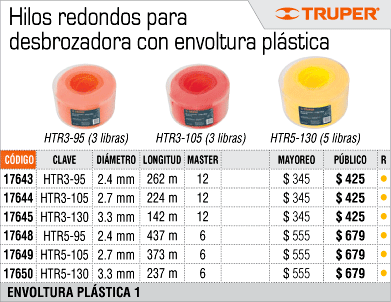 Hilos redondos para
desbrozadora con envoltura plástica
TRUPER®
HTR3-95 (3 libras) HTR3-105 (3 libras) HTR5-130 (5 libras)
CÓDIGO CLAVE DIÁMETRO LONGITUD MASTER MAYOREO PÚBLICO R
17643 HTR3-95 2.4 mm 262 m 12 $ 345 $ 425
17644 HTR3-105 2.7 mm 224 m 12 $ 345 $ 425
17645 HTR3-130 3.3 mm 142 m 12 $ 345 $ 425
17648 HTR5-95 2.4 mm 437 m 6 $ 555 $ 679
17649 HTR5-105 2.7 mm 373 m 6 $ 555 $ 679
17650 HTR5-130 3.3 mm 237 m 6 $ 555 $ 679
ENVOLTURA PLÁSTICA 1